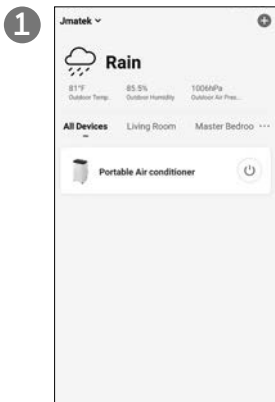 1
Jmatek
Rain
81°F 85.5% 1006hPa
Outdoor Temp. Outdoor Humidity Outdoor Air Pres...
All Devices Living Room Master Bedroo ...
Portable Air conditioner